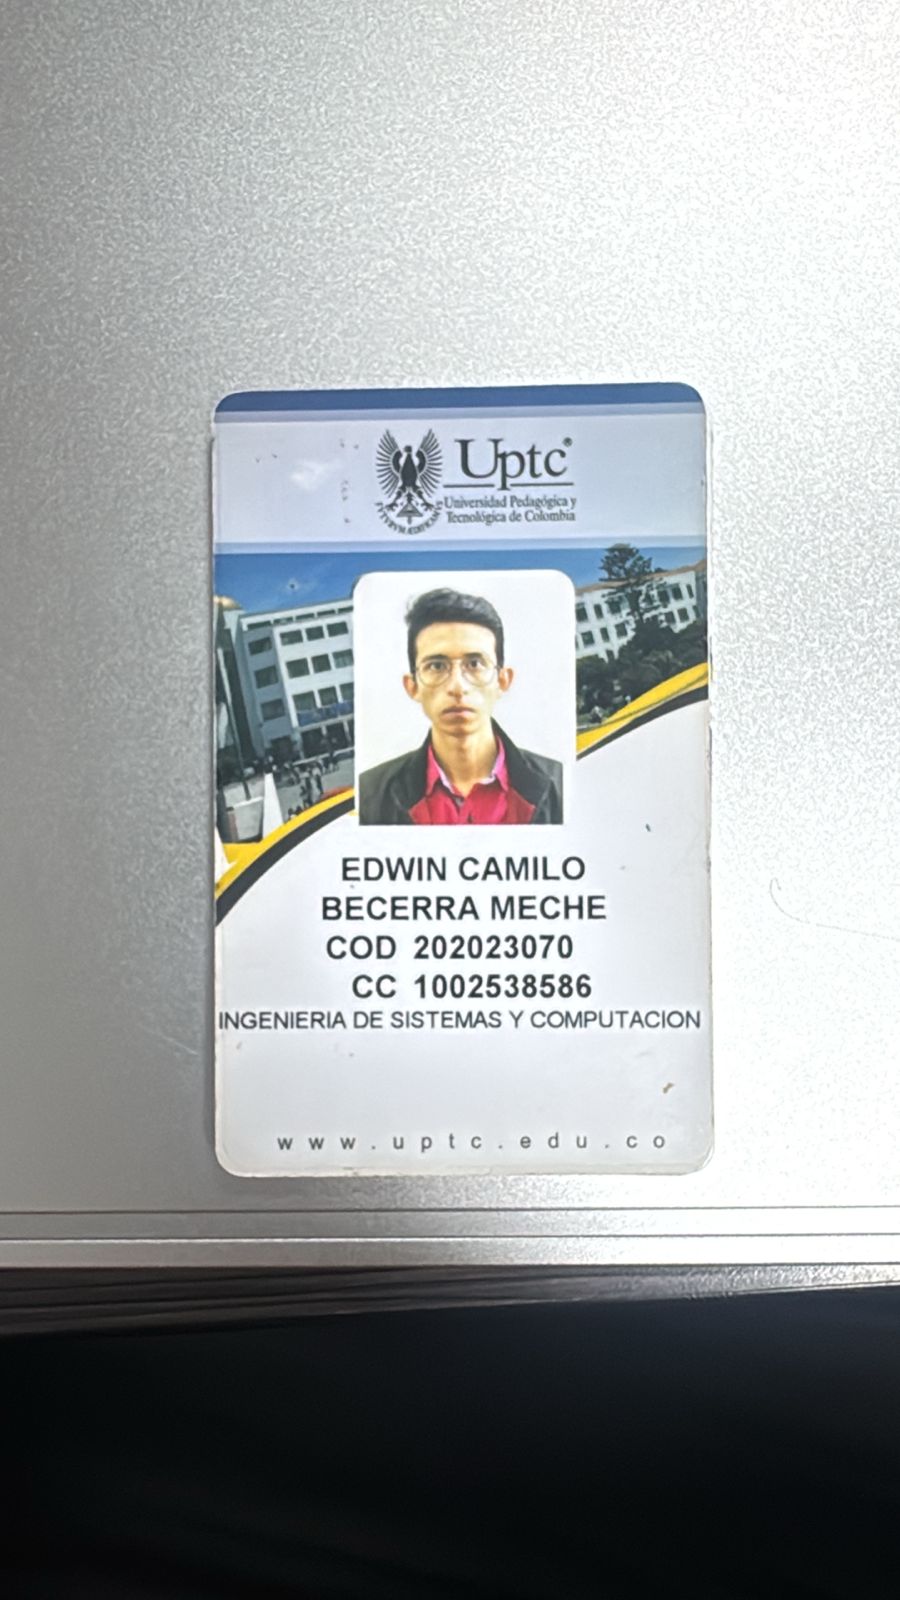 Uptc®
Universidad Pedagógica y
Tecnológica de Colombia
EDWIN CAMILO
BECERRA MECHE
COD 202023070
CC 1002538586
INGENIERIA DE SISTEMAS Y COMPUTACION
www.uptc.edu.co